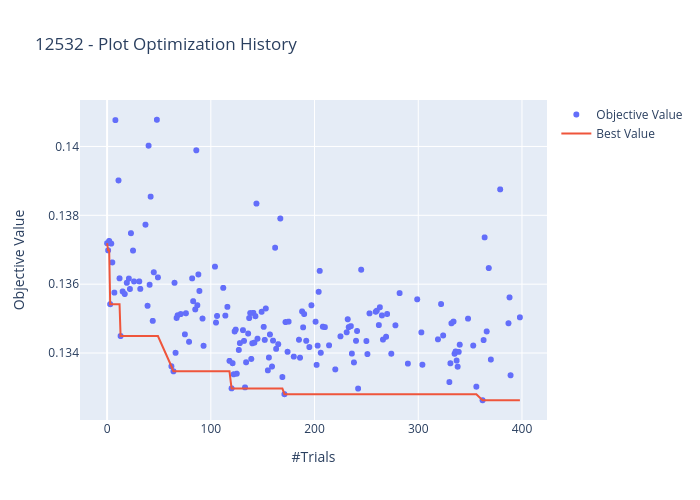 12532 - Plot Optimization History
Objective Value
Best Value
0.14
0.138
0.136
0.134
Objective Value
0
100
200
300
400
#Trials